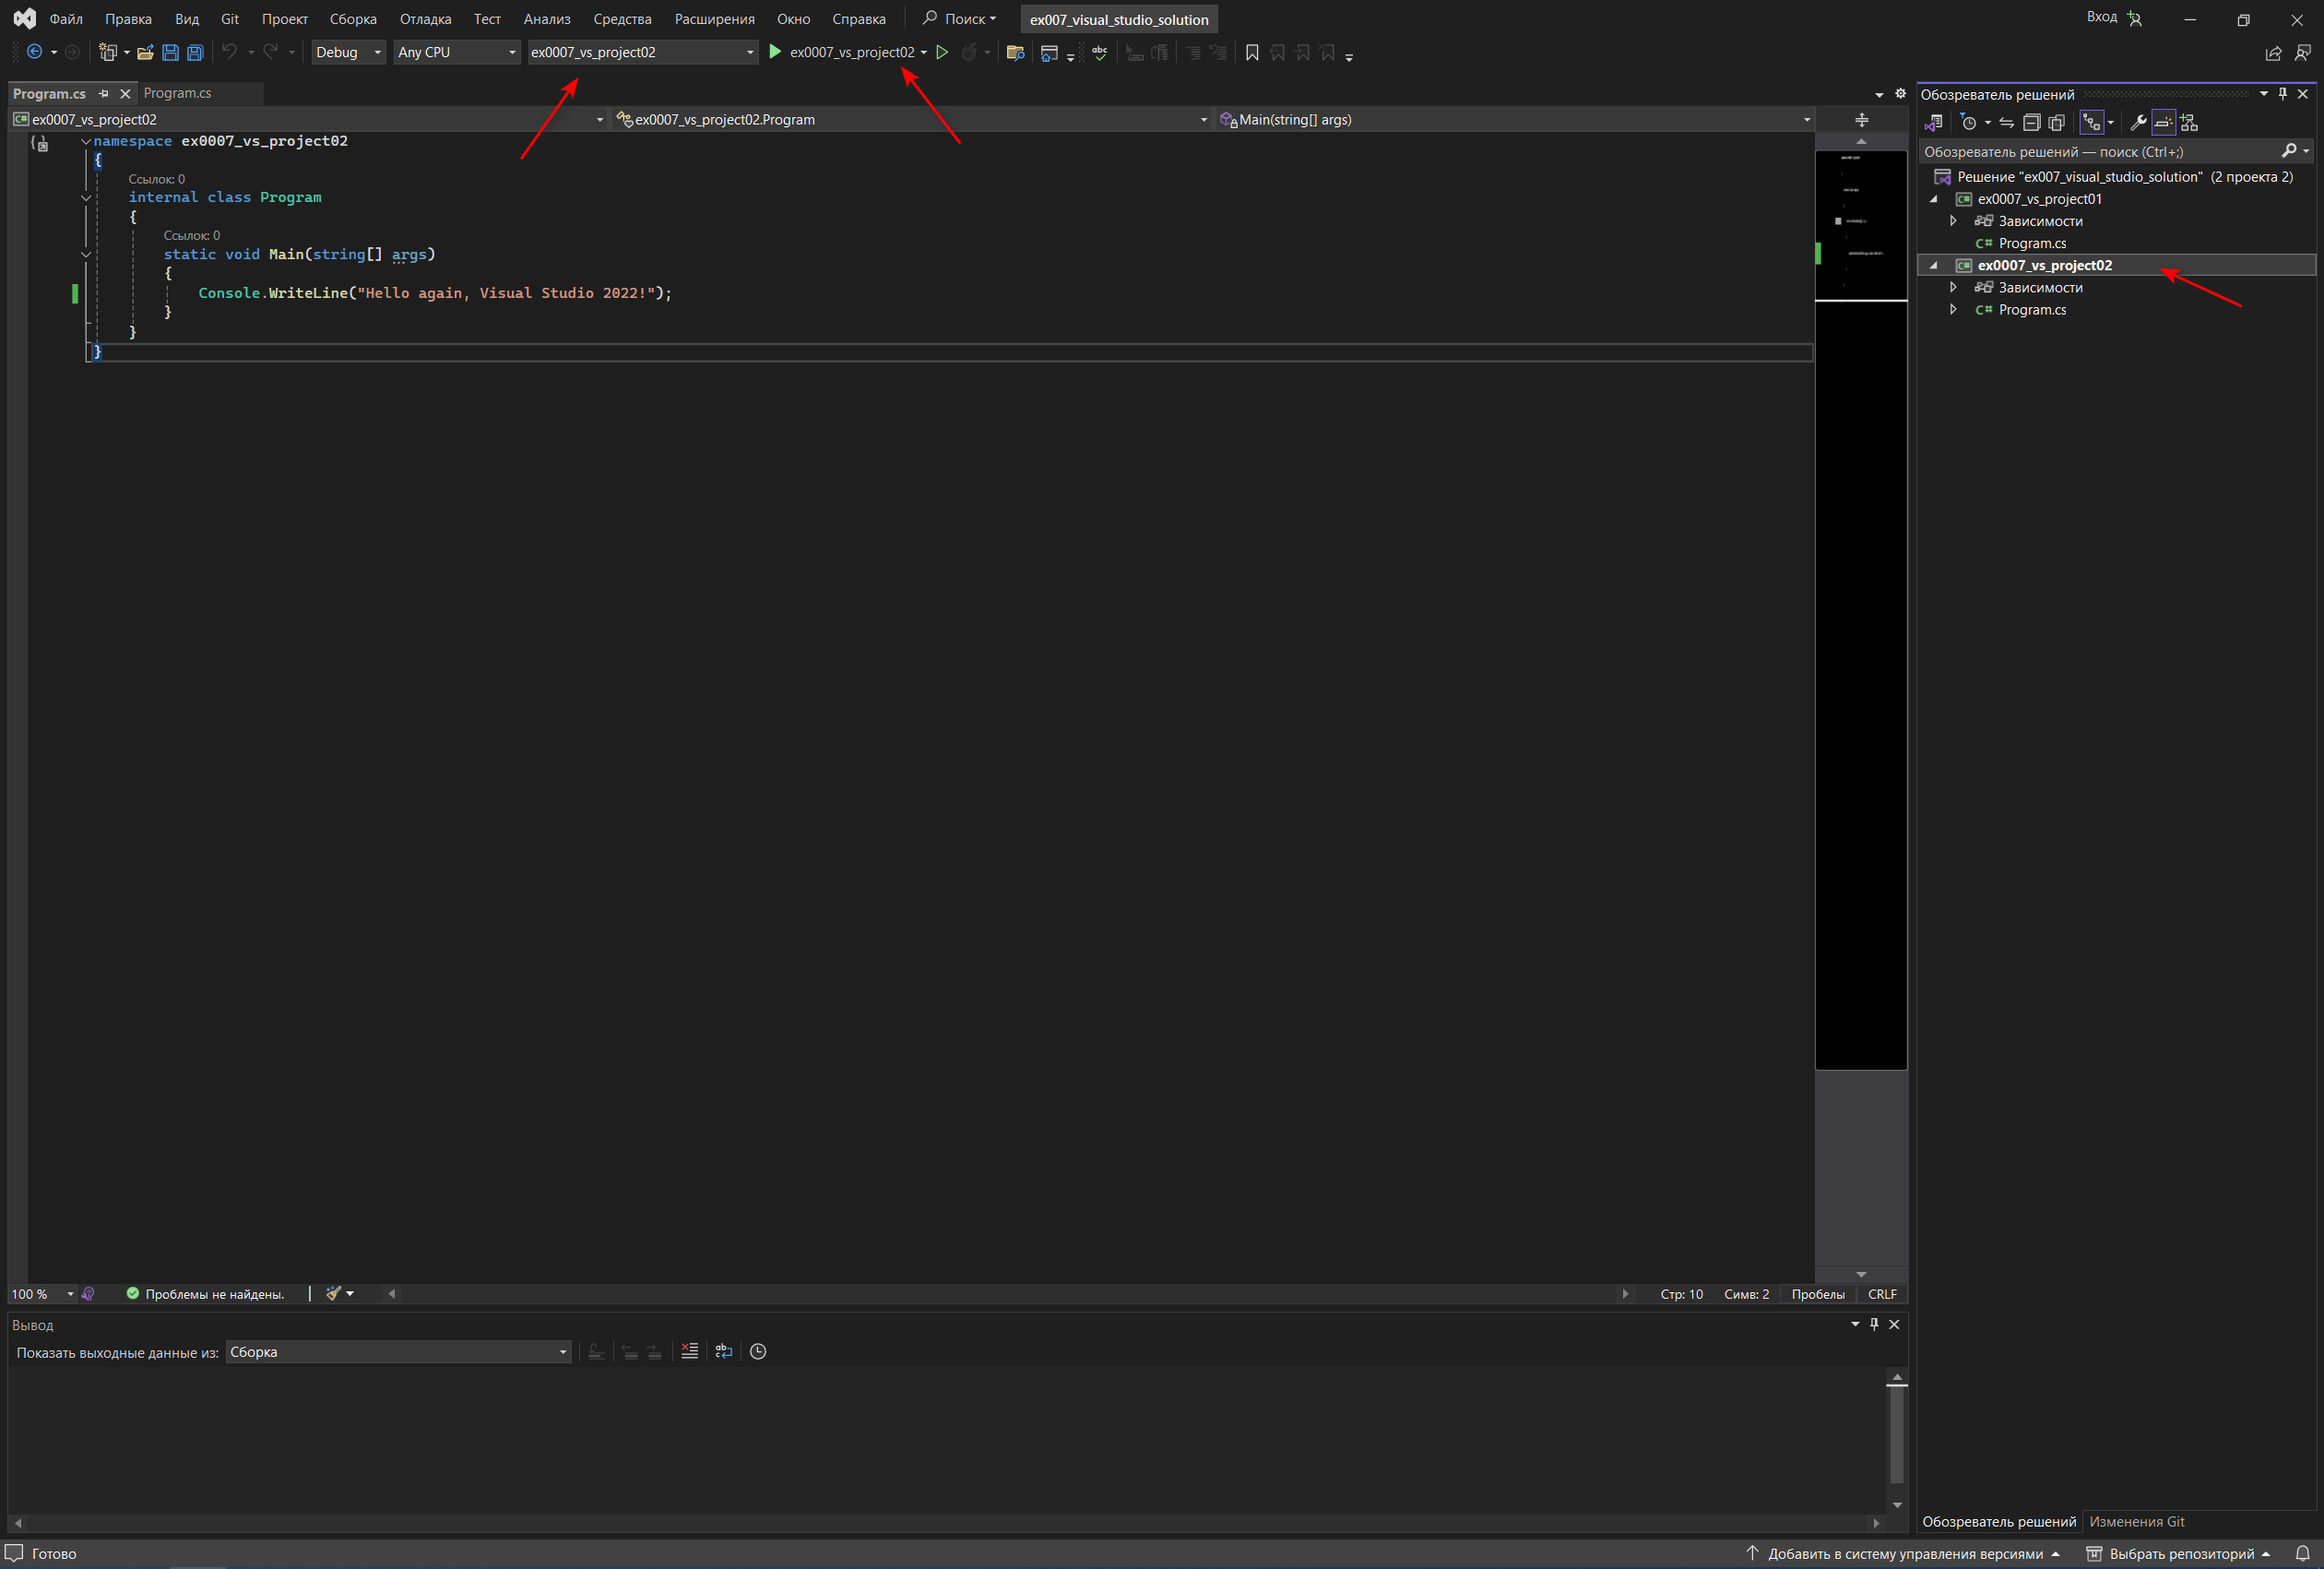 Файл Правка Вид Git Проект Сборка Отладка Тест Анализ Средства Расширения Окно Справка Поиск ex007_visual_studio_solution Вход
Debug Any CPU ex0007_vs_project02 ex0007_vs_project02
Program.cs Program.cs
ex0007_vs_project02 ex0007_vs_project02.Program Main(string[] args)
namespace ex0007_vs_project02
{
Ссылок: 0
internal class Program
{
Ссылок: 0
static void Main(string[] args)
{
Console.WriteLine("Hello again, Visual Studio 2022!");
}
}
}
100 % Проблемы не найдены. Стр: 10 Симв: 2 Пробелы CRLF
Вывод
Показать выходные данные из: Сборка
Обозреватель решений
Обозреватель решений — поиск (Ctrl+;)
Решение "ex007_visual_studio_solution" (2 проекта 2)
ex0007_vs_project01
Зависимости
C# Program.cs
ex0007_vs_project02
Зависимости
C# Program.cs
Обозреватель решений Изменения Git
Готово Добавить в систему управления версиями Выбрать репозиторий